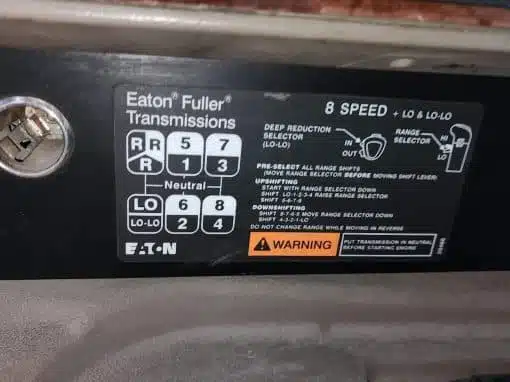 Eaton® Fuller®
Transmissions
8 SPEED + LO & LO-LO
DEEP REDUCTION
SELECTOR
(LO-LO)
IN
OUT
RANGE
SELECTOR
HI
LO
R R
R
5
1
7
3
Neutral
LO
LO-LO
6
2
8
4
PRE-SELECT ALL RANGE SHIFTS
(MOVE RANGE SELECTOR BEFORE MOVING SHIFT LEVER)
UPSHIFTING
START WITH RANGE SELECTOR DOWN
SHIFT LO-1-2-3-4 RAISE RANGE SELECTOR
SHIFT 5-6-7-8
DOWNSHIFTING
SHIFT 8-7-6-5 MOVE RANGE SELECTOR DOWN
SHIFT 4-3-2-1-LO
DO NOT CHANGE RANGE WHILE MOVING IN REVERSE
EATON
WARNING
PUT TRANSMISSION IN NEUTRAL
BEFORE STARTING ENGINE